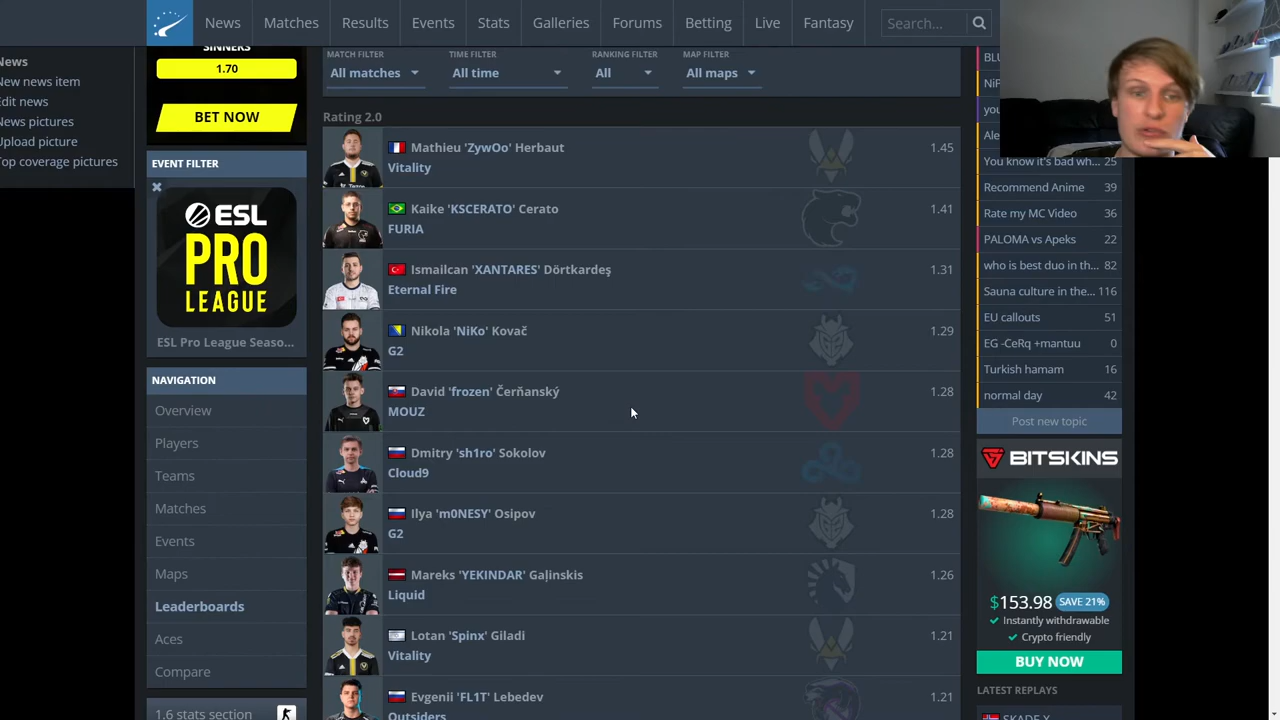 News
Matches
Results
Events
Stats
Galleries
Forums
Betting
Live
Fantasy
Search...
News
New news item
Edit news
News pictures
Upload picture
Top coverage pictures
SINNERS
1.70
BET NOW
EVENT FILTER
ESL
PRO
LEAGUE
ESL Pro League Seaso...
NAVIGATION
Overview
Players
Teams
Matches
Events
Maps
Leaderboards
Aces
Compare
1.6 stats section
MATCH FILTER
All matches
TIME FILTER
All time
RANKING FILTER
All
MAP FILTER
All maps
Rating 2.0
Mathieu 'ZywOo' Herbaut
Vitality
1.45
Kaike 'KSCERATO' Cerato
FURIA
1.41
Ismailcan 'XANTARES' Dörtkardeş
Eternal Fire
1.31
Nikola 'NiKo' Kovač
G2
1.29
David 'frozen' Čerňanský
MOUZ
1.28
Dmitry 'sh1ro' Sokolov
Cloud9
1.28
Ilya 'm0NESY' Osipov
G2
1.28
Mareks 'YEKINDAR' Gaļinskis
Liquid
1.26
Lotan 'Spinx' Giladi
Vitality
1.21
Evgenii 'FL1T' Lebedev
Outsiders
1.21
BLU
NiP
you
Ale
You know it's bad wh... 25
Recommend Anime 39
Rate my MC Video 36
PALOMA vs Apeks 22
who is best duo in th... 82
Sauna culture in the... 116
EU callouts 51
EG -CeRq +mantuu 0
Turkish hamam 16
normal day 42
Post new topic
BITSKINS
$153.98 SAVE 21%
Instantly withdrawable
Crypto friendly
BUY NOW
LATEST REPLAYS
SKADE X